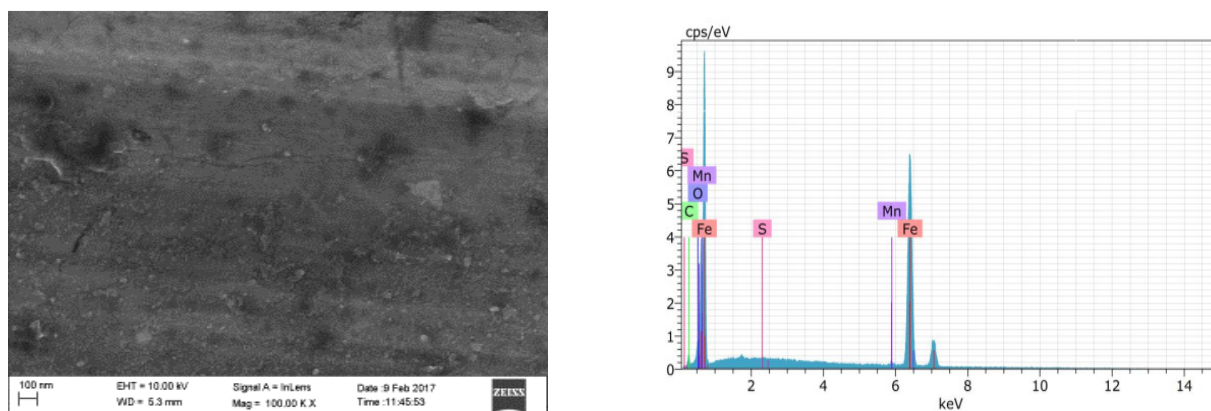 100 nm
EHT = 10.00 kV
Signal A = InLens
Date :9 Feb 2017
WD = 5.3 mm
Mag = 100.00 K X
Time :11:45:53
ZEISS
cps/eV
9
8
7
6
5
4
3
2
1
0
S
Mn
O
C
Fe
S
Mn
Fe
2
4
6
8
10
12
14
keV